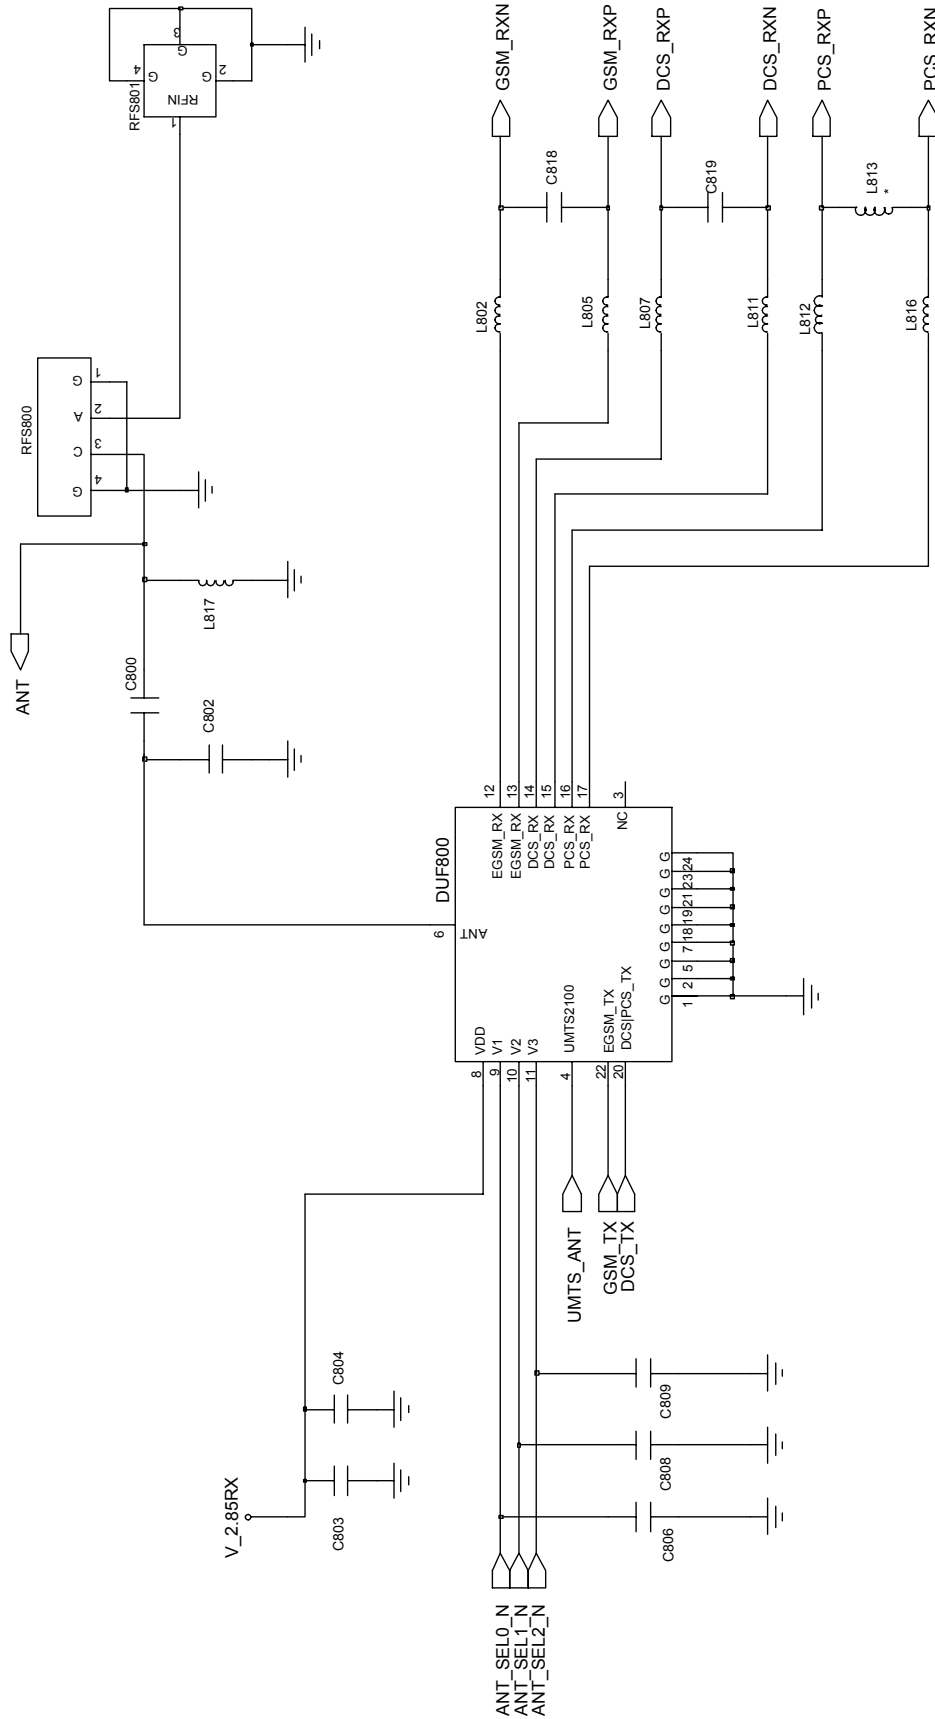 ANT
RFS800
G
A
C
G
1
2
3
4
RFS801
RFIN
G
G
G
1
2
3
4
C800
L817
C802
DUF800
6
ANT
V_2.85RX
C803
C804
VDD
V1
V2
V3
8
9
10
11
UMTS2100
4
EGSM_TX
DCS|PCS_TX
22
20
EGSM_RX
EGSM_RX
DCS_RX
DCS_RX
PCS_RX
PCS_RX
12
13
14
15
16
17
NC
3
G G G G G G G G G
1 2 5 7 18 19 21 23 24
ANT_SEL0_N
ANT_SEL1_N
ANT_SEL2_N
C806
C808
C809
UMTS_ANT
GSM_TX
DCS_TX
L802
L805
L807
L811
L812
L816
C818
C819
L813
*
GSM_RXN
GSM_RXP
DCS_RXP
DCS_RXN
PCS_RXP
PCS_RXN